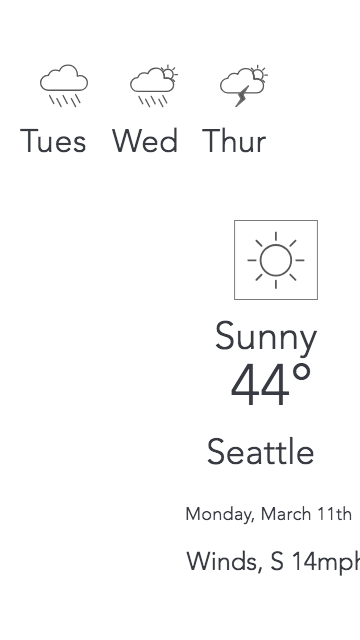 Tues Wed Thur
Sunny
44°
Seattle
Monday, March 11th
Winds, S 14mph